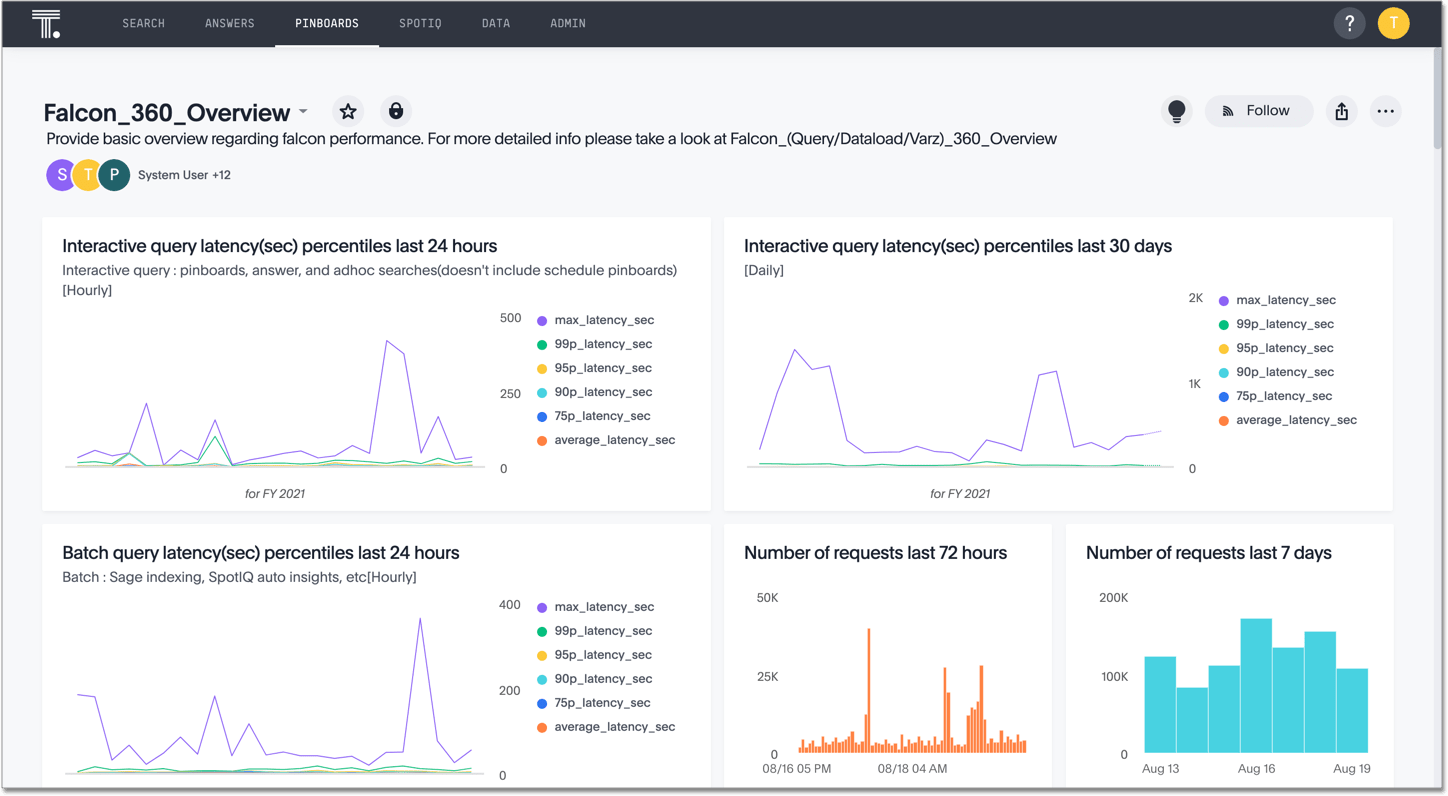 T.
SEARCH ANSWERS PINBOARDS SPOTIQ DATA ADMIN ? T
Falcon_360_Overview
Follow
Provide basic overview regarding falcon performance. For more detailed info please take a look at Falcon_(Query/Dataload/Varz)_360_Overview
S T P System User +12
Interactive query latency(sec) percentiles last 24 hours
Interactive query : pinboards, answer, and adhoc searches(doesn't include schedule pinboards)
[Hourly]
500
250
0
max_latency_sec
99p_latency_sec
95p_latency_sec
90p_latency_sec
75p_latency_sec
average_latency_sec
for FY 2021
Interactive query latency(sec) percentiles last 30 days
[Daily]
2K
1K
0
max_latency_sec
99p_latency_sec
95p_latency_sec
90p_latency_sec
75p_latency_sec
average_latency_sec
for FY 2021
Batch query latency(sec) percentiles last 24 hours
Batch : Sage indexing, SpotIQ auto insights, etc[Hourly]
400
200
0
max_latency_sec
99p_latency_sec
95p_latency_sec
90p_latency_sec
75p_latency_sec
average_latency_sec
Number of requests last 72 hours
50K
25K
0
08/16 05 PM 08/18 04 AM
Number of requests last 7 days
200K
100K
0
Aug 13 Aug 16 Aug 19